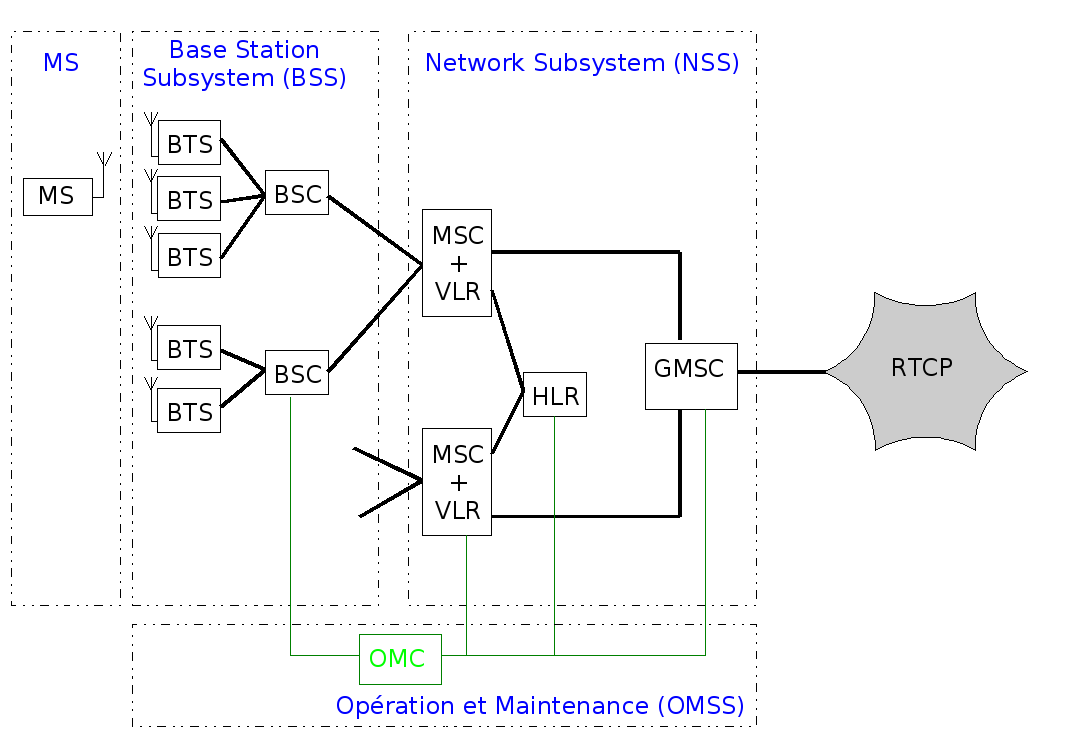 MS
Base Station
Subsystem (BSS)
Network Subsystem (NSS)
BTS
BTS
BTS
BSC
MS
BTS
BTS
BSC
MSC
+
VLR
HLR
MSC
+
VLR
GMSC
RTCP
OMC
Opération et Maintenance (OMSS)